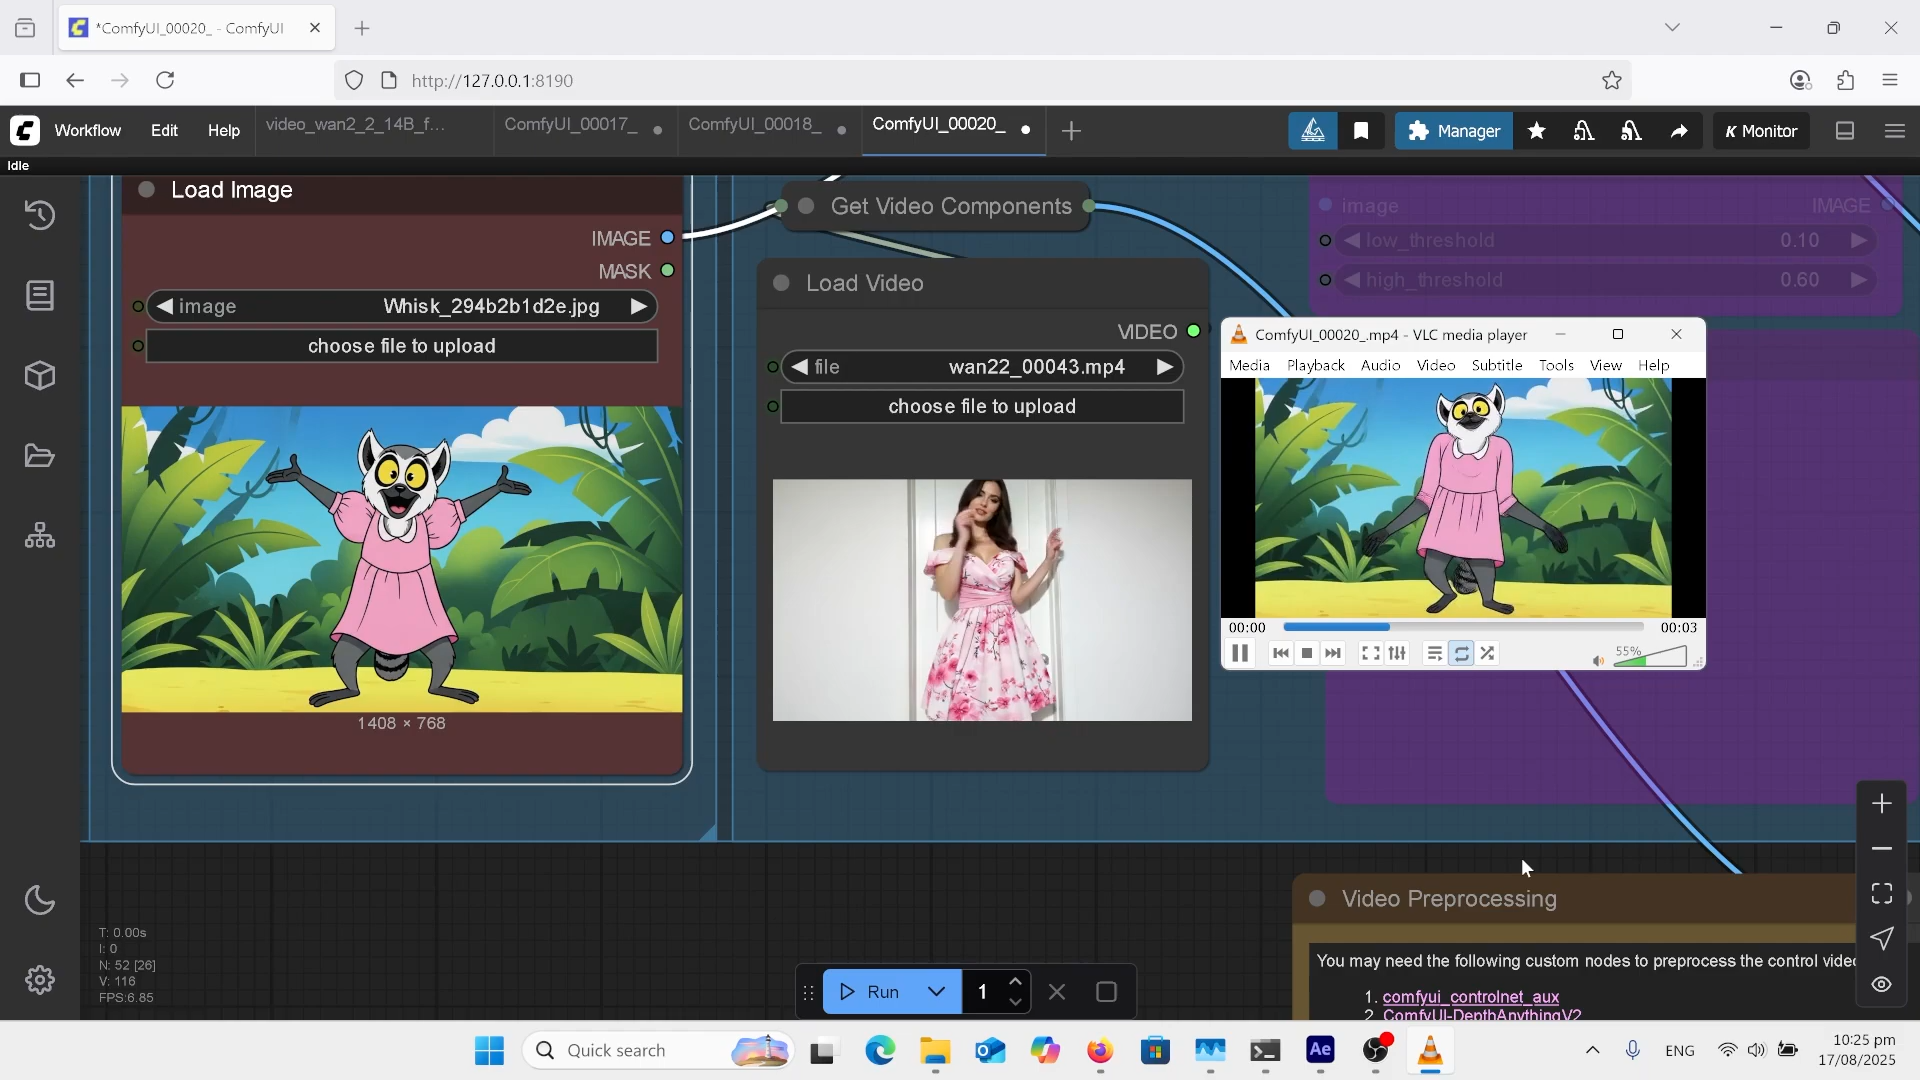 *ComfyUI_00020_ - ComfyUI
http://127.0.0.1:8190
Workflow
Edit
Help
video_wan2_2_14B_f...
ComfyUI_00017_
ComfyUI_00018_
ComfyUI_00020_
Manager
Monitor
Idle
Load Image
IMAGE
MASK
image
Whisk_294b2b1d2e.jpg
choose file to upload
1408 × 768
Get Video Components
Load Video
VIDEO
file
wan22_00043.mp4
choose file to upload
image
IMAGE
low_threshold
0.10
high_threshold
0.60
ComfyUI_00020_.mp4 - VLC media player
Media
Playback
Audio
Video
Subtitle
Tools
View
Help
00:00
00:03
55%
Video Preprocessing
You may need the following custom nodes to preprocess the control video
1. comfyui_controlnet_aux
2 ComfyUI-DepthAnythingV2
T: 0.00s
I: 0
N: 52 [26]
V: 116
FPS:6.85
Run
1
Quick search
Ae
ENG
10:25 pm
17/08/2025